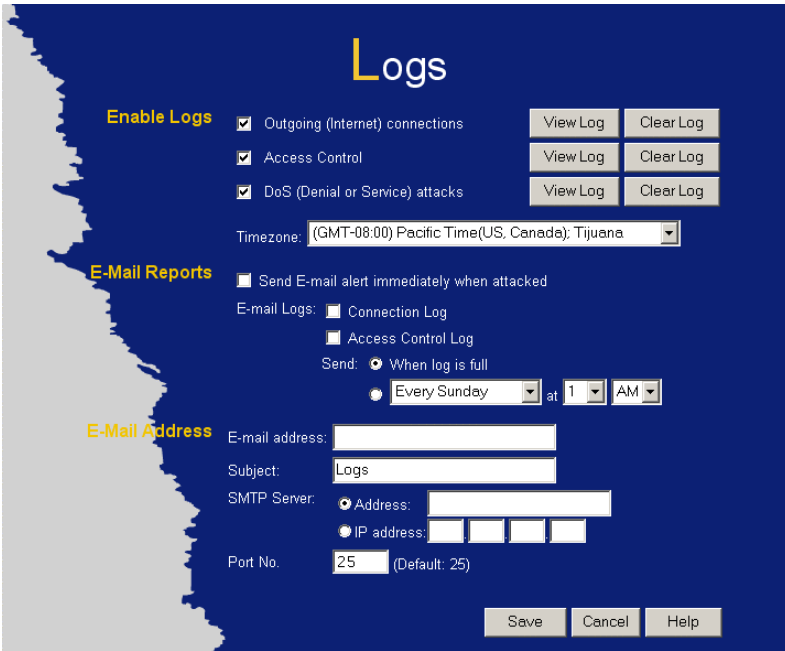 Logs
Enable Logs
Outgoing (Internet) connections View Log Clear Log
Access Control View Log Clear Log
DoS (Denial or Service) attacks View Log Clear Log
Timezone: (GMT-08:00) Pacific Time(US, Canada); Tijuana
E-Mail Reports
Send E-mail alert immediately when attacked
E-mail Logs: Connection Log
Access Control Log
Send: When log is full
Every Sunday at 1 AM
E-Mail Address
E-mail address:
Subject: Logs
SMTP Server: Address:
IP address: . . .
Port No. 25 (Default: 25)
Save Cancel Help